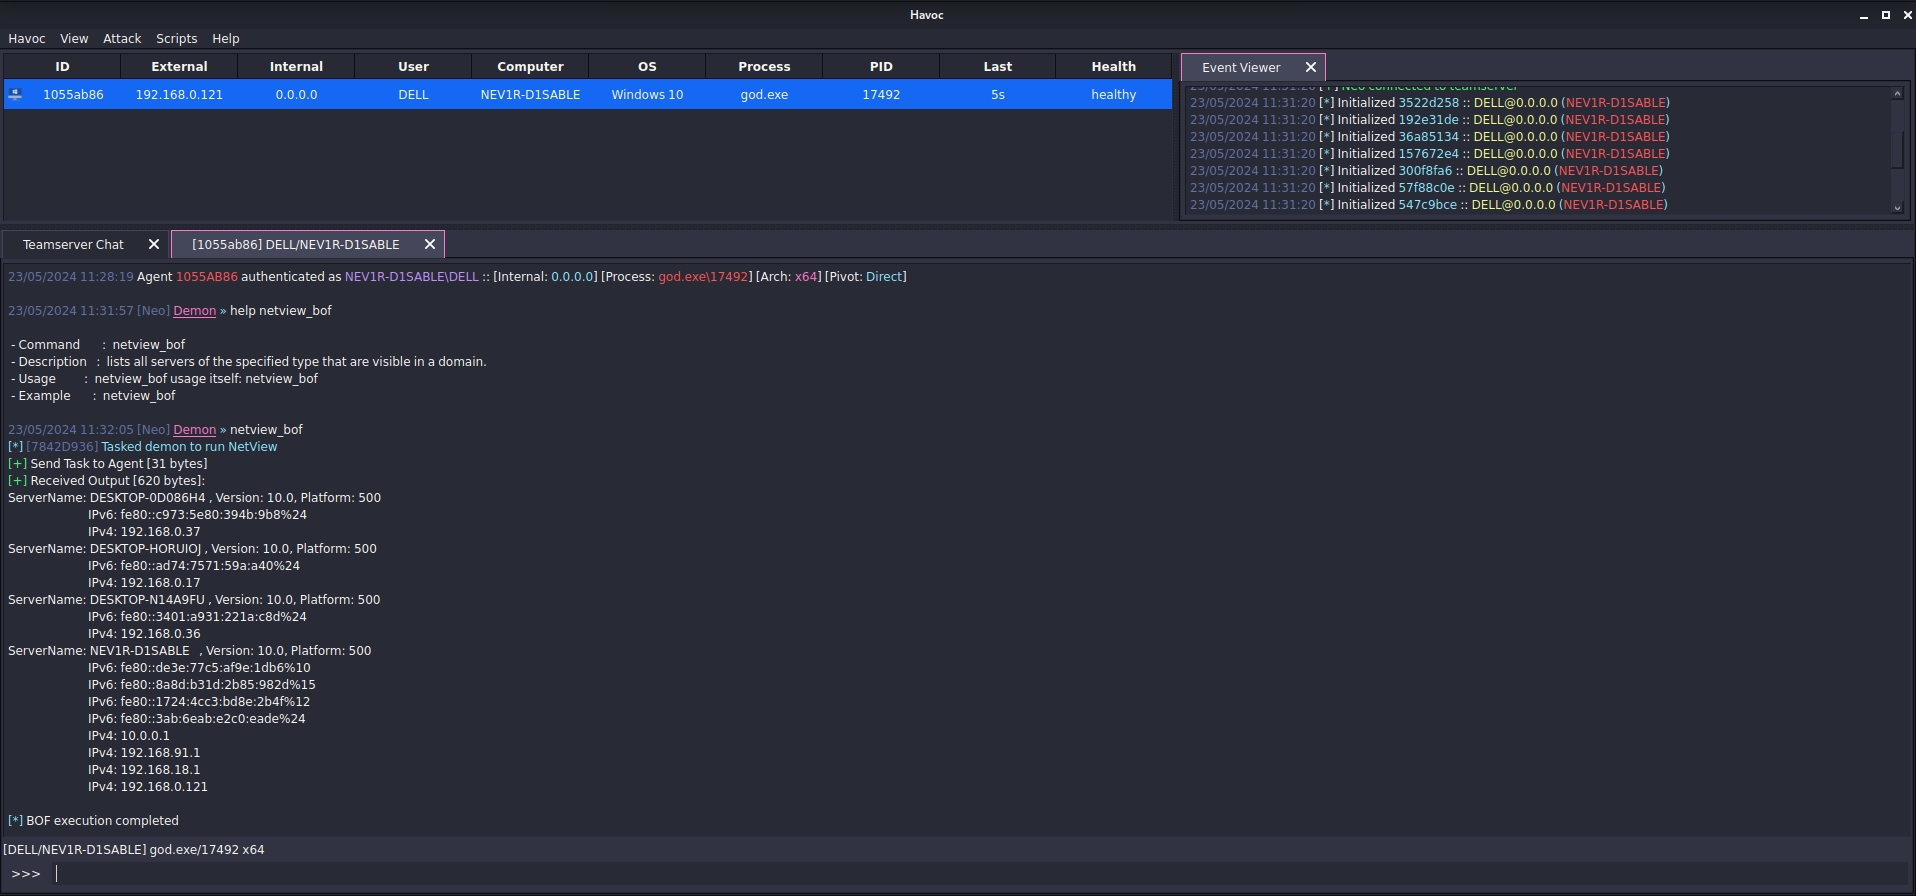 Havoc
Havoc View Attack Scripts Help
ID External Internal User Computer OS Process PID Last Health
1055ab86 192.168.0.121 0.0.0.0 DELL NEV1R-D1SABLE Windows 10 god.exe 17492 5s healthy
Event Viewer
23/05/2024 11:31:20 [+] Neo connected to teamserver
23/05/2024 11:31:20 [*] Initialized 3522d258 :: DELL@0.0.0.0 (NEV1R-D1SABLE)
23/05/2024 11:31:20 [*] Initialized 192e31de :: DELL@0.0.0.0 (NEV1R-D1SABLE)
23/05/2024 11:31:20 [*] Initialized 36a85134 :: DELL@0.0.0.0 (NEV1R-D1SABLE)
23/05/2024 11:31:20 [*] Initialized 157672e4 :: DELL@0.0.0.0 (NEV1R-D1SABLE)
23/05/2024 11:31:20 [*] Initialized 300f8fa6 :: DELL@0.0.0.0 (NEV1R-D1SABLE)
23/05/2024 11:31:20 [*] Initialized 57f88c0e :: DELL@0.0.0.0 (NEV1R-D1SABLE)
23/05/2024 11:31:20 [*] Initialized 547c9bce :: DELL@0.0.0.0 (NEV1R-D1SABLE)
Teamserver Chat [1055ab86] DELL/NEV1R-D1SABLE
23/05/2024 11:28:19 Agent 1055AB86 authenticated as NEV1R-D1SABLE\DELL :: [Internal: 0.0.0.0] [Process: god.exe\17492] [Arch: x64] [Pivot: Direct]
23/05/2024 11:31:57 [Neo] Demon » help netview_bof
- Command : netview_bof
- Description : lists all servers of the specified type that are visible in a domain.
- Usage : netview_bof usage itself: netview_bof
- Example : netview_bof
23/05/2024 11:32:05 [Neo] Demon » netview_bof
[*] [7842D936] Tasked demon to run NetView
[+] Send Task to Agent [31 bytes]
[+] Received Output [620 bytes]:
ServerName: DESKTOP-0D086H4 , Version: 10.0, Platform: 500
IPv6: fe80::c973:5e80:394b:9b8%24
IPv4: 192.168.0.37
ServerName: DESKTOP-HORUIOJ , Version: 10.0, Platform: 500
IPv6: fe80::ad74:7571:59a:a40%24
IPv4: 192.168.0.17
ServerName: DESKTOP-N14A9FU , Version: 10.0, Platform: 500
IPv6: fe80::3401:a931:221a:c8d%24
IPv4: 192.168.0.36
ServerName: NEV1R-D1SABLE , Version: 10.0, Platform: 500
IPv6: fe80::de3e:77c5:af9e:1db6%10
IPv6: fe80::8a8d:b31d:2b85:982d%15
IPv6: fe80::1724:4cc3:bd8e:2b4f%12
IPv6: fe80::3ab:6eab:e2c0:eade%24
IPv4: 10.0.0.1
IPv4: 192.168.91.1
IPv4: 192.168.18.1
IPv4: 192.168.0.121
[*] BOF execution completed
[DELL/NEV1R-D1SABLE] god.exe/17492 x64
>>>